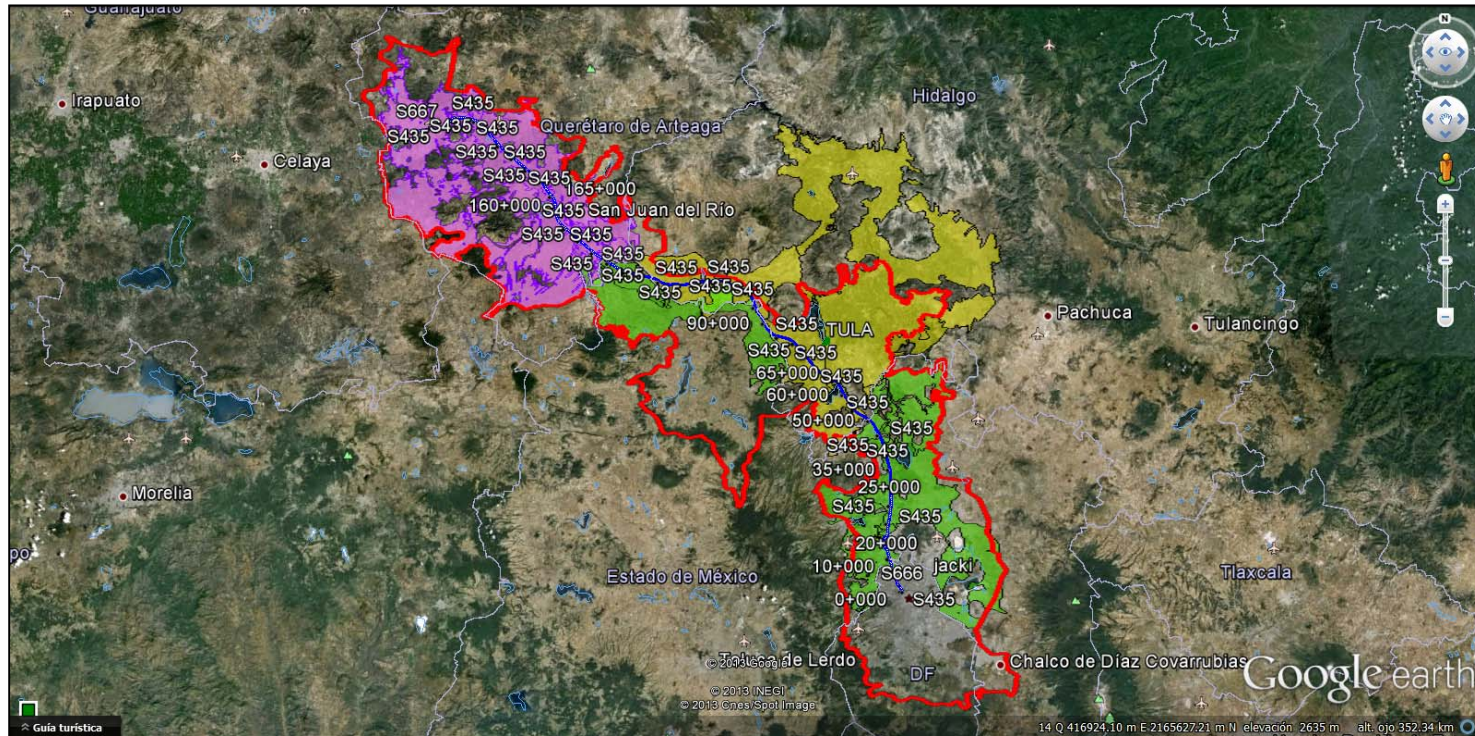 Guanajuato
N
Irapuato
Hidalgo
S667
S435
S435
S435
S435
Querétaro de Arteaga
Celaya
S435
S435
S435
S435
165+000
160+000
S435
San Juan del Río
S435
S435
S435
S435
S435
S435
S435
S435
S435
S435
90+000
S435
TULA
Pachuca
Tulancingo
S435
S435
65+000
S435
60+000
S435
50+000
S435
S435
S435
35+000
25+000
Morelia
S435
S435
20+000
10+000
S666
jacki
Estado de México
Tlaxcala
0+000
S435
Toluca de Lerdo
© 2013 Google
DF
Chalco de Díaz Covarrubias
Google earth
© 2013 INEGI
© 2013 Cnes/Spot Image
Guía turística
14 Q 416924.10 m E 2165627.21 m N elevación 2635 m alt. ojo 352.34 km